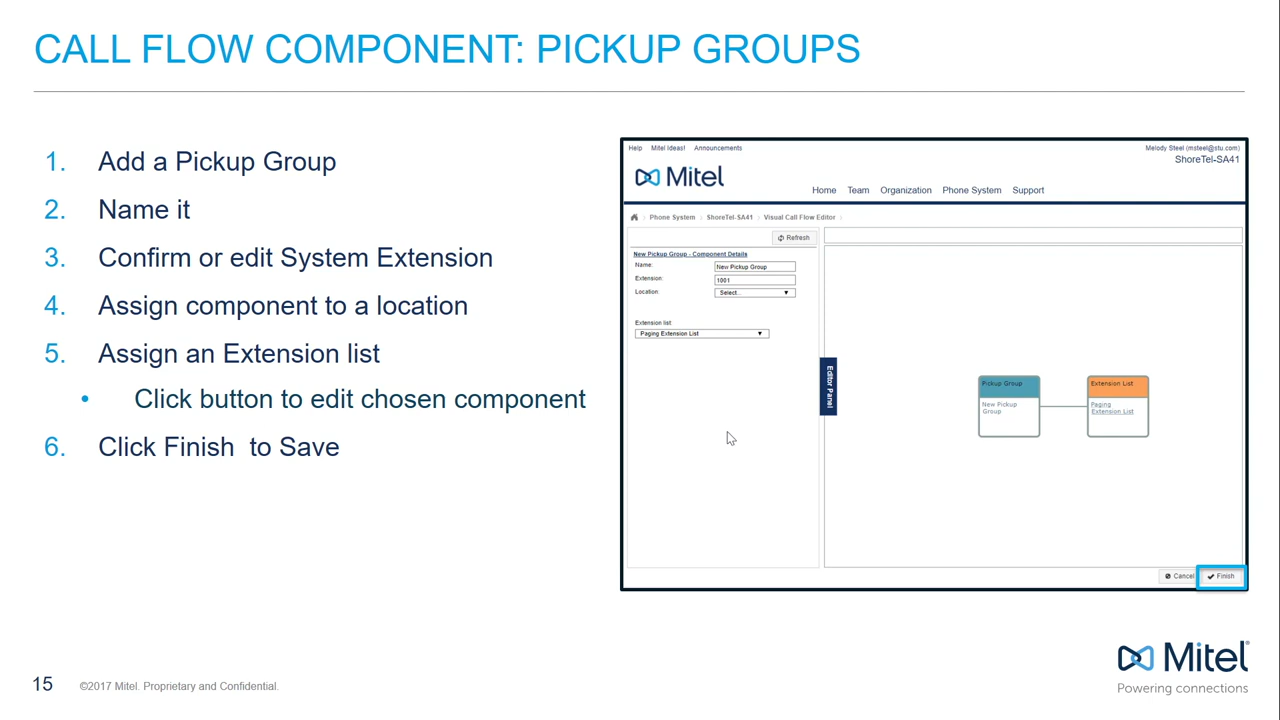 CALL FLOW COMPONENT: PICKUP GROUPS
1. Add a Pickup Group
2. Name it
3. Confirm or edit System Extension
4. Assign component to a location
5. Assign an Extension list
• Click button to edit chosen component
6. Click Finish to Save
Help Mitel Ideas! Announcements
Melody Steel (msteel@stu.com)
ShoreTel-SA41
Mitel
Home Team Organization Phone System Support
Phone System ShoreTel-SA41 Visual Call Flow Editor
Refresh
New Pickup Group - Component Details
Name: New Pickup Group
Extension: 1001
Location: Select...
Extension list:
Paging Extension List
Editor Panel
Pickup Group
New Pickup
Group
Extension List
Paging
Extension List
Cancel
Finish
Mitel®
Powering connections
15 ©2017 Mitel. Proprietary and Confidential.